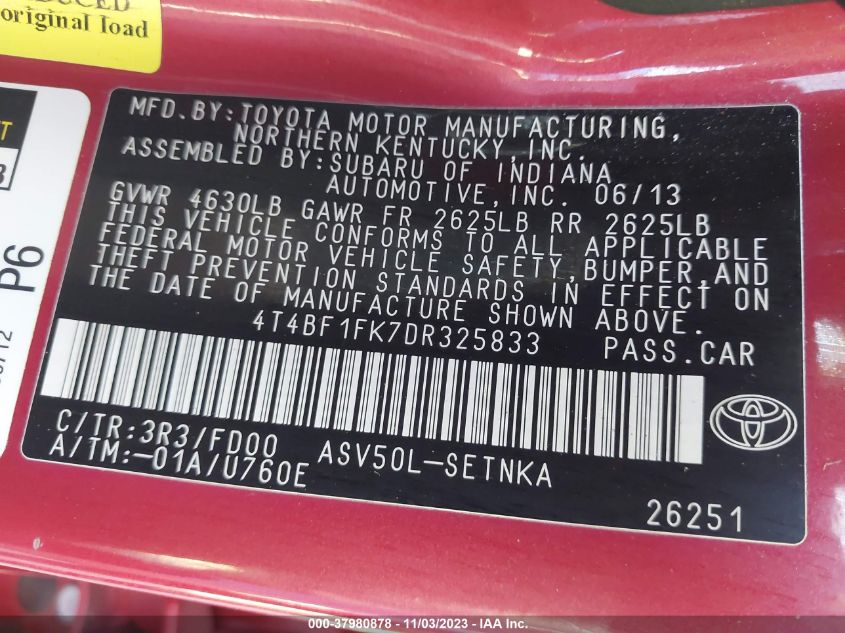 UCED
original load
T
3
P6
/12
MFD.BY:TOYOTA MOTOR MANUFACTURING,
NORTHERN KENTUCKY,INC.
ASSEMBLED BY:SUBARU OF INDIANA
AUTOMOTIVE,INC. 06/13
GVWR 4630LB GAWR FR 2625LB RR 2625LB
THIS VEHICLE CONFORMS TO ALL APPLICABLE
FEDERAL MOTOR VEHICLE SAFETY,BUMPER,AND
THEFT PREVENTION STANDARDS IN EFFECT ON
THE DATE OF MANUFACTURE SHOWN ABOVE.
4T4BF1FK7DR325833 PASS.CAR
C/TR:3R3/FD00 ASV50L-SETNKA
A/TM:-01A/U760E
26251
000-37980878 - 11/03/2023 - IAA Inc.